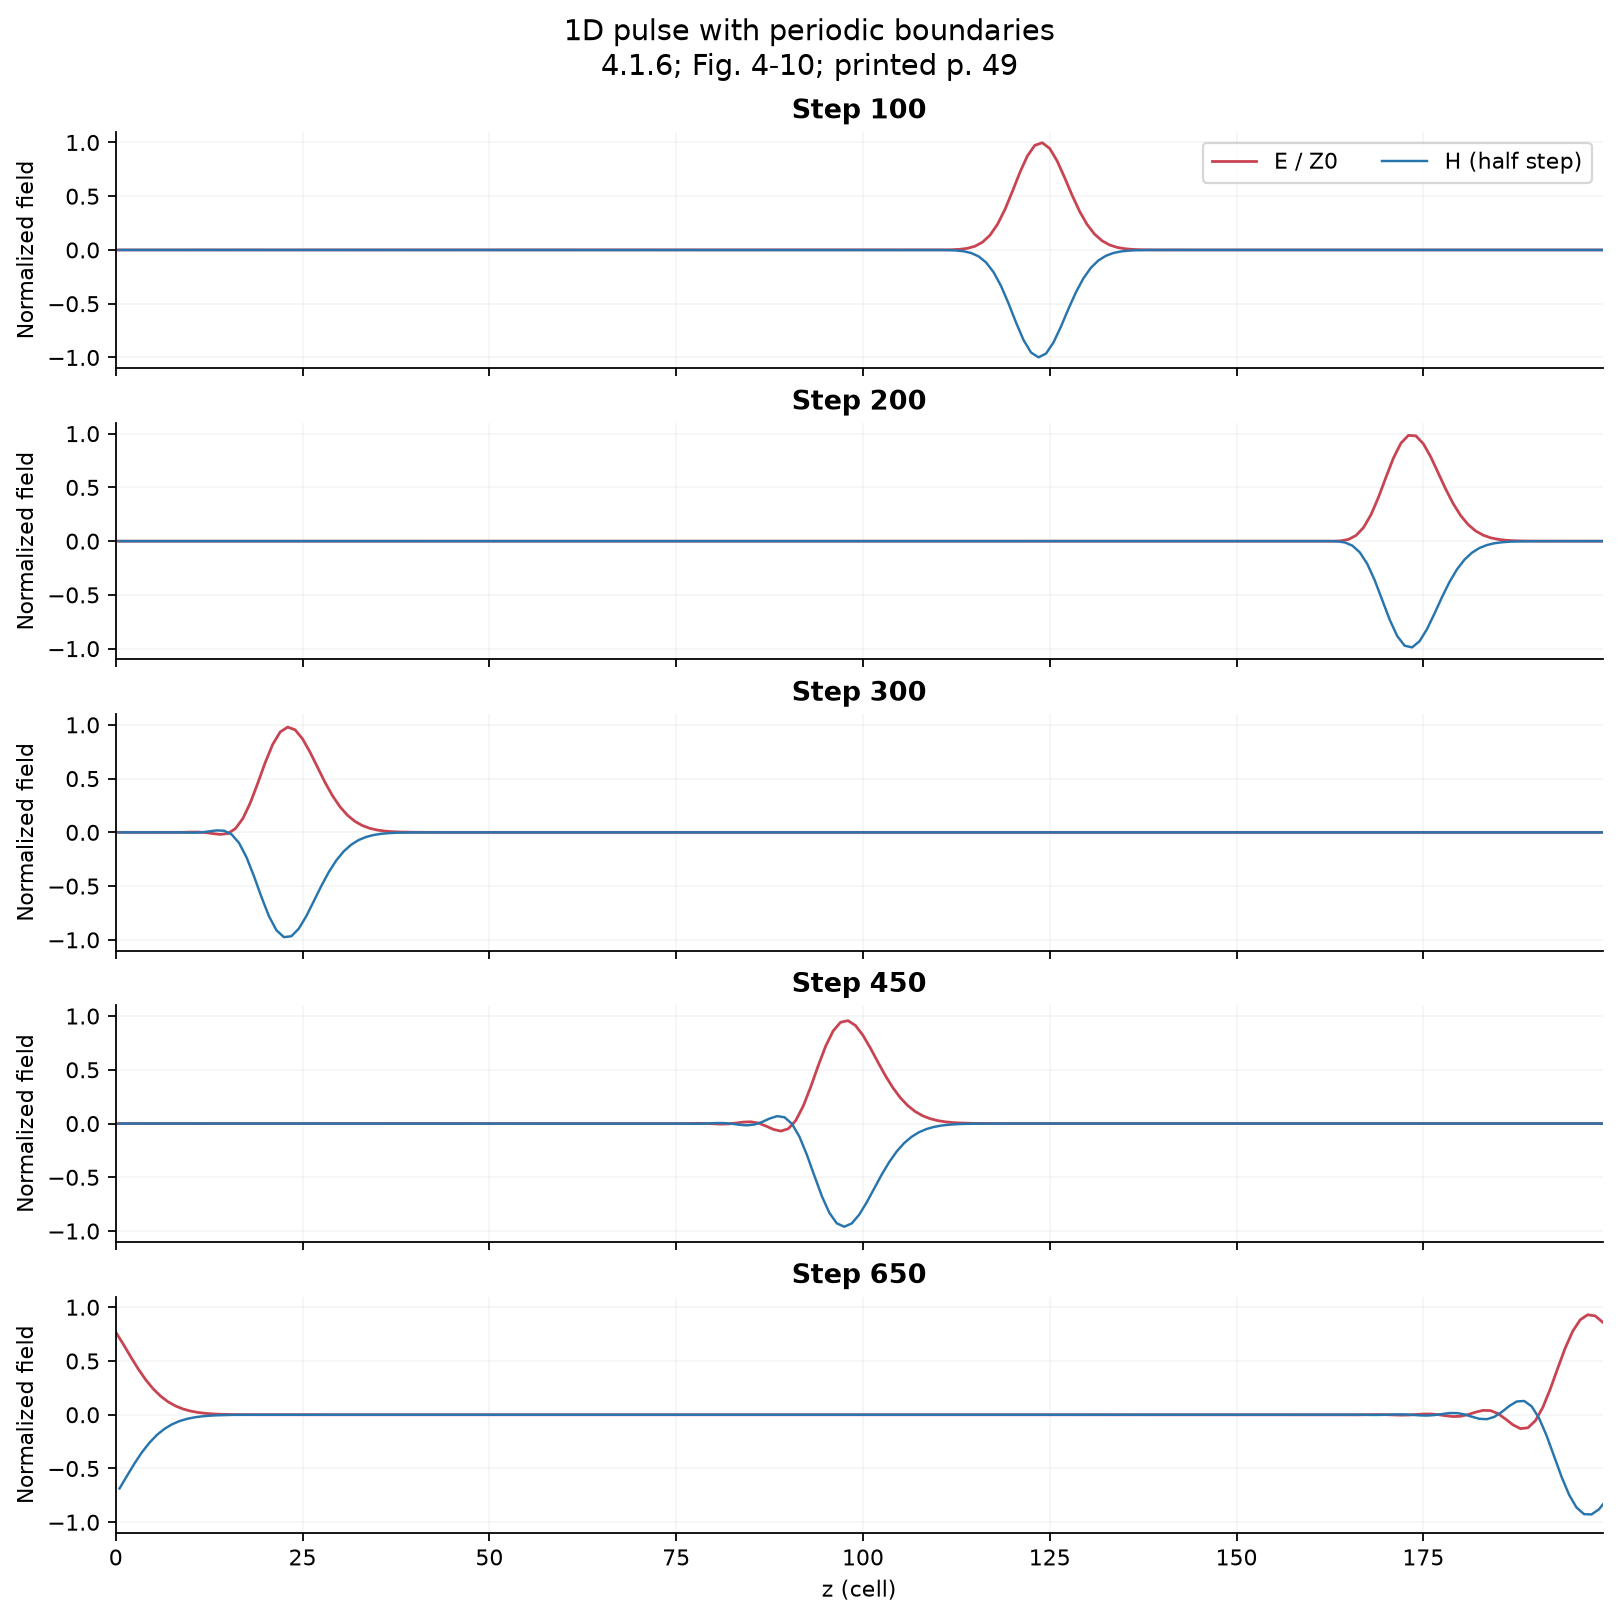 1D pulse with periodic boundaries
4.1.6; Fig. 4-10; printed p. 49
Step 100
Normalized field
1.0
0.5
0.0
−0.5
−1.0
E / Z0
H (half step)
Step 200
Normalized field
1.0
0.5
0.0
−0.5
−1.0
Step 300
Normalized field
1.0
0.5
0.0
−0.5
−1.0
Step 450
Normalized field
1.0
0.5
0.0
−0.5
−1.0
Step 650
Normalized field
1.0
0.5
0.0
−0.5
−1.0
0 25 50 75 100 125 150 175
z (cell)